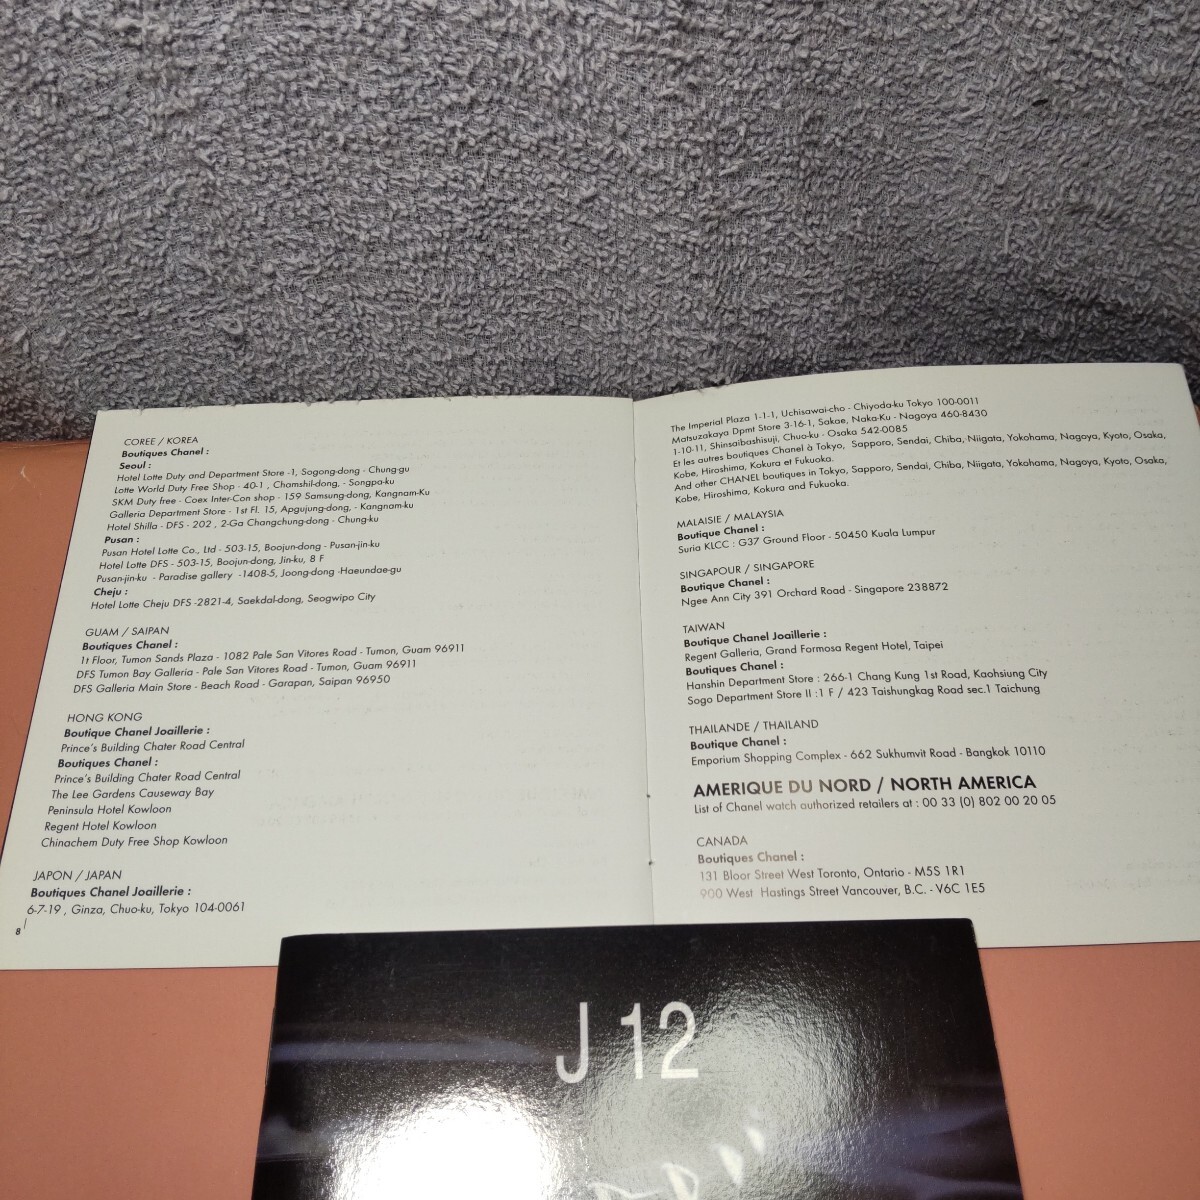 COREE / KOREA
Boutiques Chanel :
Seoul :
Hotel Lotte Duty and Department Store -1, Sogong-dong - Chung-gu
Lotte World Duty Free Shop - 40-1 , Chamshil-dong, - Songpa-ku
SKM Duty free - Coex Inter-Con shop - 159 Samsung-dong, Kangnam-Ku
Galleria Department Store - 1st Fl. 15, Apgujung-dong, - Kangnam-ku
Hotel Shilla - DFS - 202 , 2-Ga Changchung-dong - Chung-ku
Pusan :
Pusan Hotel Lotte Co., Ltd - 503-15, Boojun-dong - Pusan-jin-ku
Hotel Lotte DFS - 503-15, Boojun-dong, Jin-ku, 8 F
Pusan-jin-ku - Paradise gallery -1408-5, Joong-dong -Haeundae-gu
Cheju :
Hotel Lotte Cheju DFS -2821-4, Saekdal-dong, Seogwipo City
GUAM / SAIPAN
Boutiques Chanel :
1t Floor, Tumon Sands Plaza - 1082 Pale San Vitores Road - Tumon, Guam 96911
DFS Tumon Bay Galleria - Pale San Vitores Road - Tumon, Guam 96911
DFS Galleria Main Store - Beach Road - Garapan, Saipan 96950
HONG KONG
Boutique Chanel Joaillerie :
Prince's Building Chater Road Central
Boutiques Chanel :
Prince's Building Chater Road Central
The Lee Gardens Causeway Bay
Peninsula Hotel Kowloon
Regent Hotel Kowloon
Chinachem Duty Free Shop Kowloon
JAPON / JAPAN
Boutiques Chanel Joaillerie :
6-7-19 , Ginza, Chuo-ku, Tokyo 104-0061
8
The Imperial Plaza 1-1-1, Uchisawai-cho - Chiyoda-ku Tokyo 100-0011
Matsuzakaya Dpmt Store 3-16-1, Sakae, Naka-Ku - Nagoya 460-8430
1-10-11, Shinsaibashisuji, Chuo-ku - Osaka 542-0085
Et les autres boutiques Chanel à Tokyo, Sapporo, Sendai, Chiba, Niigata, Yokohama, Nagoya, Kyoto, Osaka,
Kobe, Hiroshima, Kokura et Fukuoka.
And other CHANEL boutiques in Tokyo, Sapporo, Sendai, Chiba, Niigata, Yokohama, Nagoya, Kyoto, Osaka,
Kobe, Hiroshima, Kokura and Fukuoka.
MALAISIE / MALAYSIA
Boutique Chanel :
Suria KLCC : G37 Ground Floor - 50450 Kuala Lumpur
SINGAPOUR / SINGAPORE
Boutique Chanel :
Ngee Ann City 391 Orchard Road - Singapore 238872
TAIWAN
Boutique Chanel Joaillerie :
Regent Galleria, Grand Formosa Regent Hotel, Taipei
Boutiques Chanel :
Hanshin Department Store : 266-1 Chang Kung 1st Road, Kaohsiung City
Sogo Department Store II :1 F / 423 Taishungkag Road sec.1 Taichung
THAILANDE / THAILAND
Boutique Chanel :
Emporium Shopping Complex - 662 Sukhumvit Road - Bangkok 10110
AMERIQUE DU NORD / NORTH AMERICA
List of Chanel watch authorized retailers at : 00 33 (0) 802 00 20 05
CANADA
Boutiques Chanel :
131 Bloor Street West Toronto, Ontario - M5S 1R1
900 West Hastings Street Vancouver, B.C. - V6C 1E5
J12